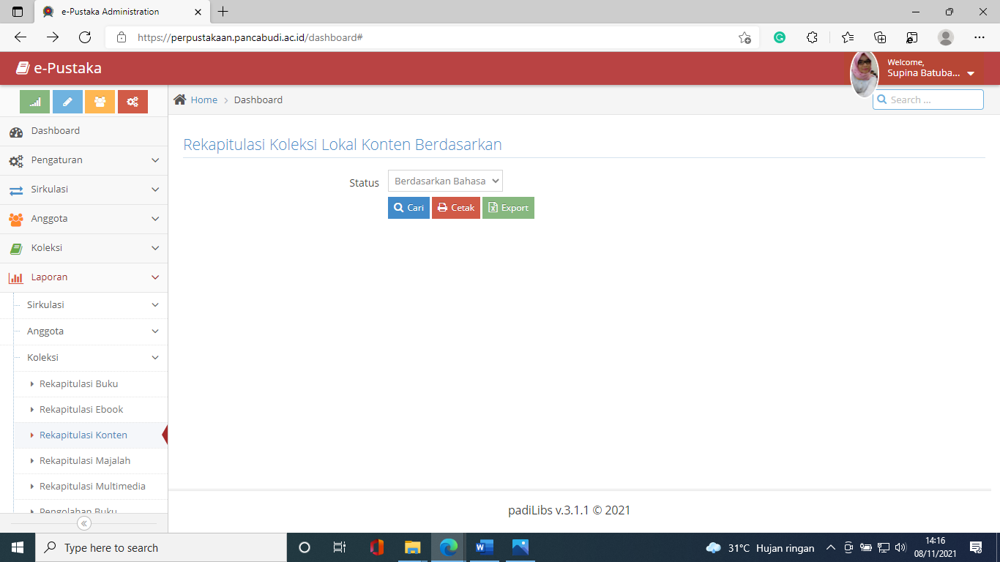 e-Pustaka Administration
https://perpustakaan.pancabudi.ac.id/dashboard#
e-Pustaka
Welcome,
Supina Batuba...
Home > Dashboard
Search ...
Dashboard
Pengaturan
Sirkulasi
Anggota
Koleksi
Laporan
Sirkulasi
Anggota
Koleksi
Rekapitulasi Buku
Rekapitulasi Ebook
Rekapitulasi Konten
Rekapitulasi Majalah
Rekapitulasi Multimedia
Pengolahan Buku
Rekapitulasi Koleksi Lokal Konten Berdasarkan
Status Berdasarkan Bahasa
Cari Cetak Export
padiLibs v.3.1.1 © 2021
Type here to search
31°C Hujan ringan
14:16
08/11/2021